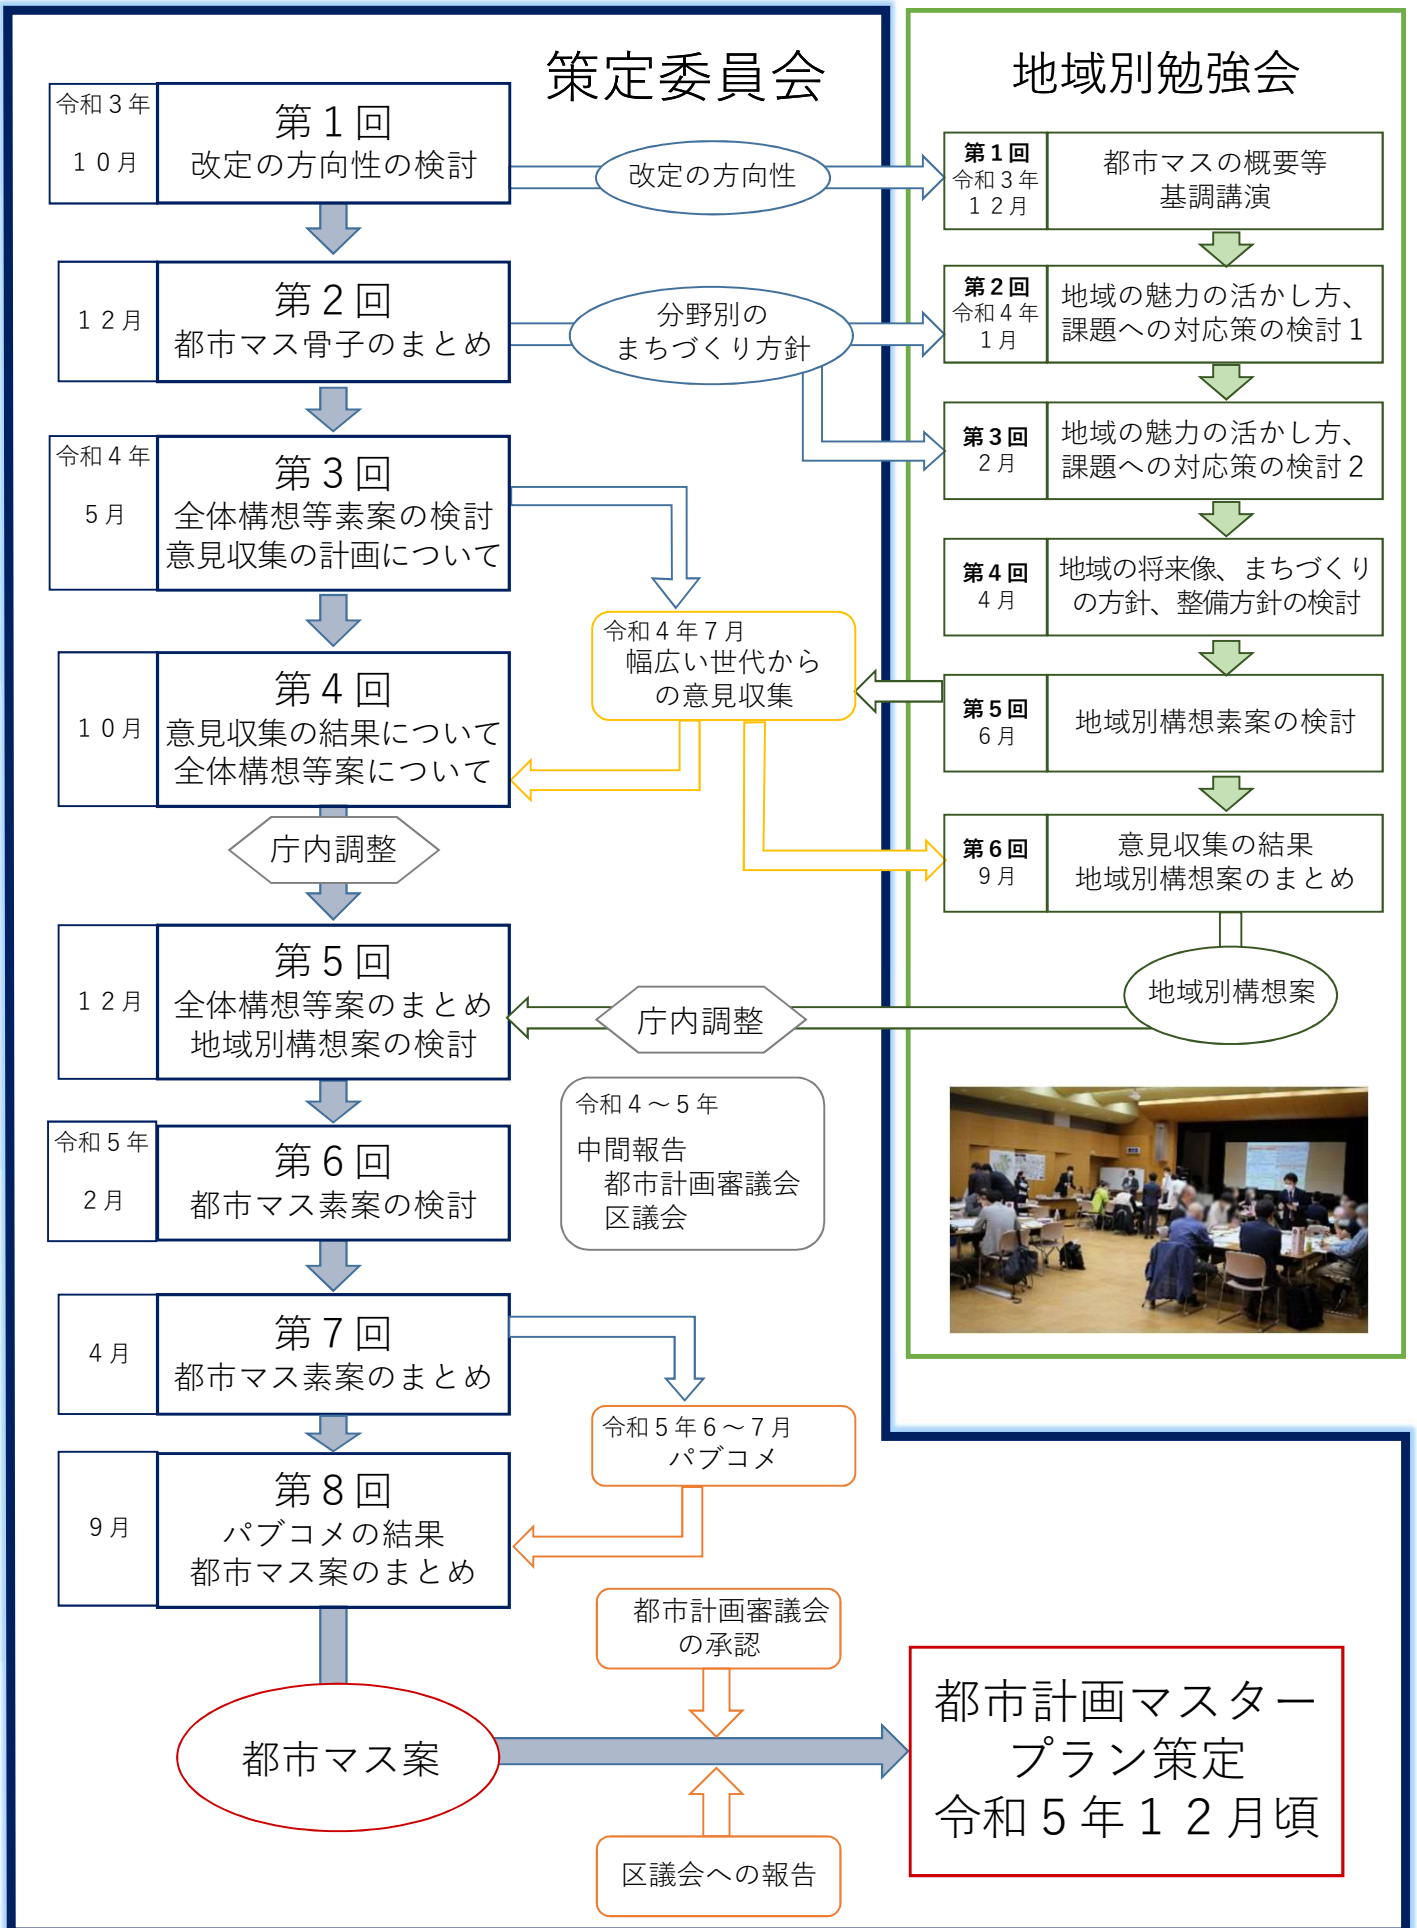 策定委員会
令和３年
１０月
第１回
改定の方向性の検討
改定の方向性
１２月
第２回
都市マス骨子のまとめ
分野別の
まちづくり方針
令和４年
５月
第３回
全体構想等素案の検討
意見収集の計画について
令和４年７月
幅広い世代から
の意見収集
１０月
第４回
意見収集の結果について
全体構想等案について
庁内調整
１２月
第５回
全体構想等案のまとめ
地域別構想案の検討
庁内調整
令和４～５年
中間報告
都市計画審議会
区議会
令和５年
２月
第６回
都市マス素案の検討
４月
第７回
都市マス素案のまとめ
令和５年６～７月
パブコメ
９月
第８回
パブコメの結果
都市マス案のまとめ
都市計画審議会
の承認
都市マス案
区議会への報告
都市計画マスター
プラン策定
令和５年１２月頃
地域別勉強会
第１回
令和３年
１２月
都市マスの概要等
基調講演
第２回
令和４年
１月
地域の魅力の活かし方、
課題への対応策の検討１
第３回
２月
地域の魅力の活かし方、
課題への対応策の検討２
第４回
４月
地域の将来像、まちづくり
の方針、整備方針の検討
第５回
６月
地域別構想素案の検討
第６回
９月
意見収集の結果
地域別構想案のまとめ
地域別構想案